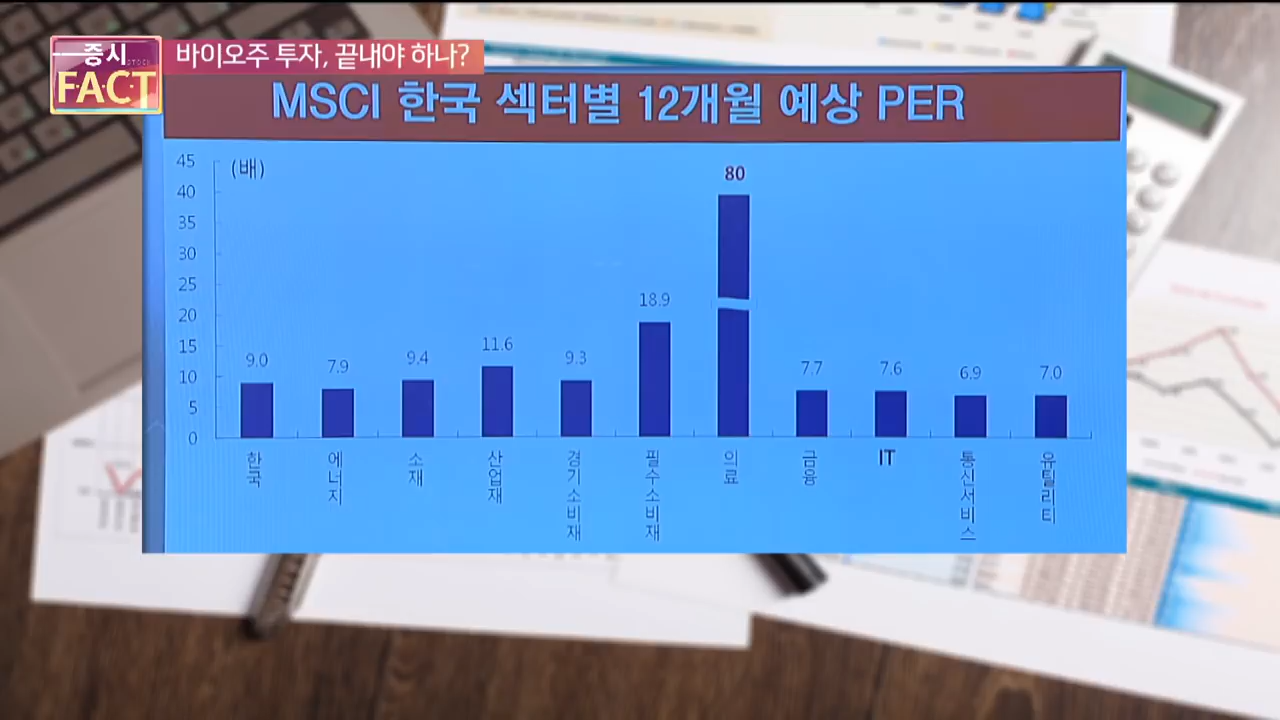 증시
STOCK
FACT
바이오주 투자, 끝내야 하나?
MSCI 한국 섹터별 12개월 예상 PER
(배)
45
40
35
30
25
20
15
10
5
0
9.0
7.9
9.4
11.6
9.3
18.9
80
7.7
7.6
6.9
7.0
한국
에너지
소재
산업재
경기소비재
필수소비재
의료
금융
IT
통신서비스
유틸리티